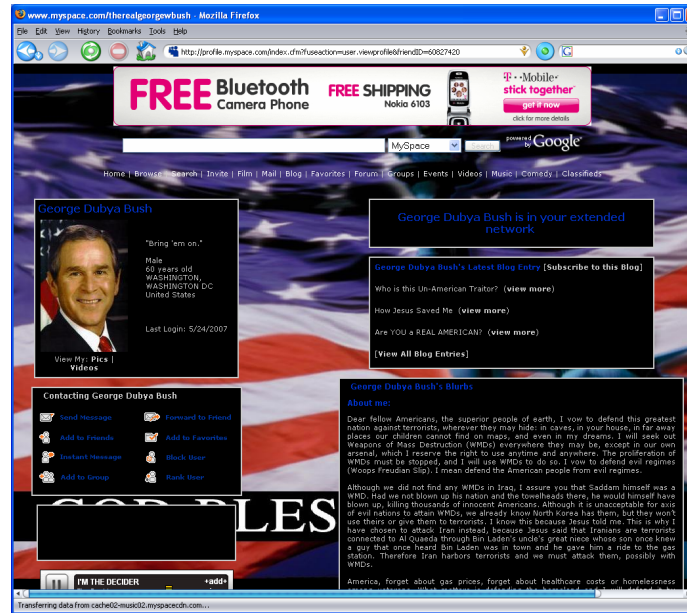 www.myspace.com/therealgeorgewbush - Mozilla Firefox
File Edit View History Bookmarks Tools Help
http://profile.myspace.com/index.cfm?fuseaction=user.viewprofile&friendID=60827420
FREE Bluetooth Camera Phone FREE SHIPPING Nokia 6103
T-Mobile stick together get it now click for more details
MySpace Search powered by Google
Home | Browse | Search | Invite | Film | Mail | Blog | Favorites | Forum | Groups | Events | Videos | Music | Comedy | Classifieds
George Dubya Bush
"Bring 'em on."
Male
60 years old
WASHINGTON,
WASHINGTON DC
United States
Last Login: 5/24/2007
View My: Pics |
Videos
Contacting George Dubya Bush
Send Message Forward to Friend
Add to Friends Add to Favorites
Instant Message Block User
Add to Group Rank User
GOD BLES
I'M THE DECIDER +add+
George Dubya Bush is in your extended
network
George Dubya Bush's Latest Blog Entry [Subscribe to this Blog]
Who is this Un-American Traitor? (view more)
How Jesus Saved Me (view more)
Are YOU a REAL AMERICAN? (view more)
[View All Blog Entries]
George Dubya Bush's Blurbs
About me:
Dear fellow Americans, the superior people of earth, I vow to defend this greatest
nation against terrorists, wherever they may hide: in caves, in your house, in far away
places our children cannot find on maps, and even in my dreams. I will seek out
Weapons of Mass Destruction (WMDs) everywhere they may be, except in our own
arsenal, which I reserve the right to use anytime and anywhere. The proliferation of
WMDs must be stopped, and I will use WMDs to do so. I vow to defend evil regimes
(Woops Freudian Slip). I mean defend the American people from evil regimes.
Although we did not find any WMDs in Iraq, I assure you that Saddam himself was a
WMD. Had we not blown up his nation and the towelheads there, he would himself have
blown up, killing thousands of innocent Americans. Although it is unacceptable for axis
of evil nations to attain WMDs, we already know North Korea has them, but they won't
use theirs or give them to terrorists. I know this because Jesus told me. This is why I
have chosen to attack Iran instead, because Jesus said that Iranians are terrorists
connected to Al Quaeda through Bin Laden's uncle's great niece whose son once knew
a guy that once heard Bin Laden was in town and he gave him a ride to the gas
station. Therefore Iran harbors terrorists and we must attack them, possibly with
WMDs.
America, forget about gas prices, forget about healthcare costs or homelessness
Transferring data from cache02-music02.myspacecdn.com...